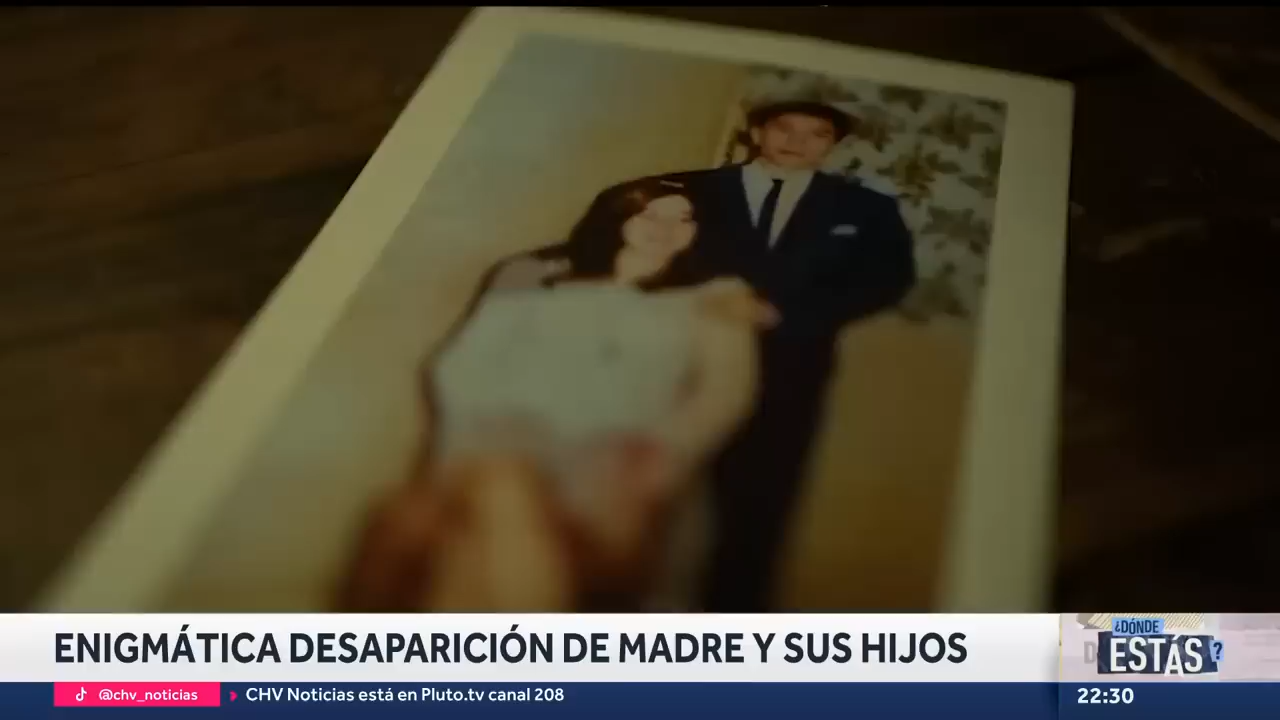 ENIGMÁTICA DESAPARICIÓN DE MADRE Y SUS HIJOS
¿DÓNDE
ESTÁS?
@chv_noticias
CHV Noticias está en Pluto.tv canal 208
22:30